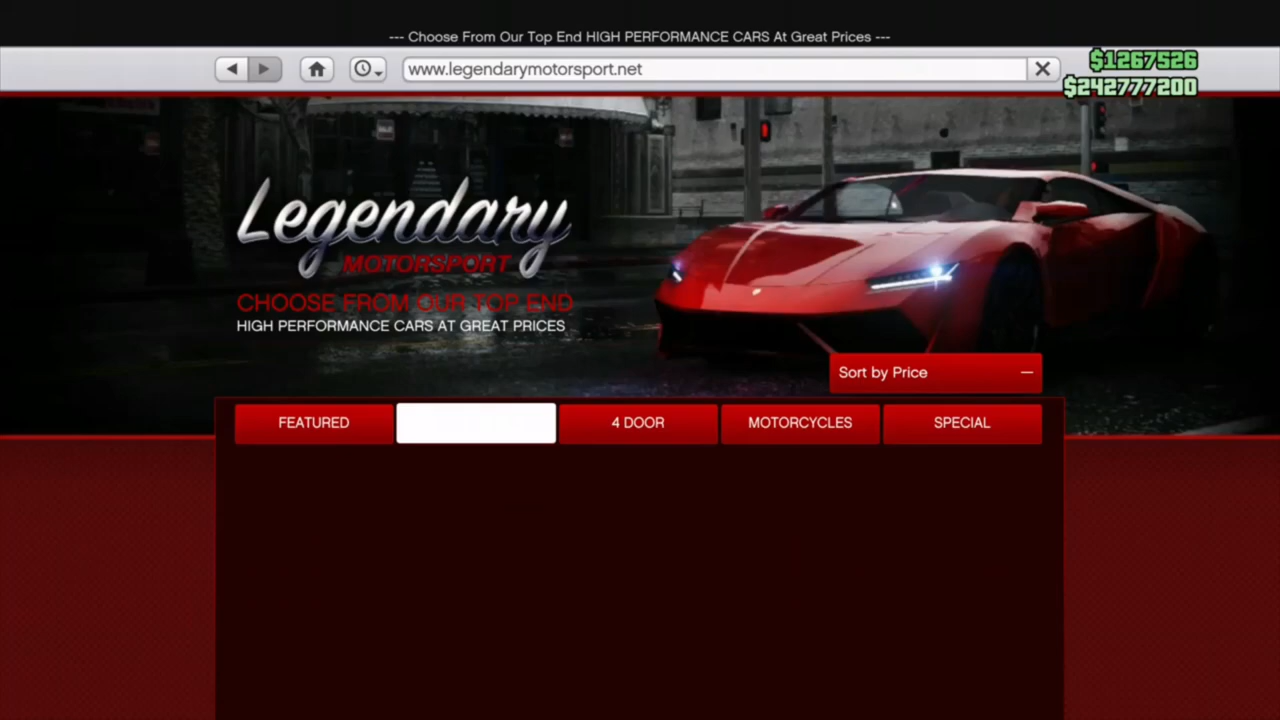 --- Choose From Our Top End HIGH PERFORMANCE CARS At Great Prices ---
www.legendarymotorsport.net
$1267526
$242777200
Legendary
MOTORSPORT
CHOOSE FROM OUR TOP END
HIGH PERFORMANCE CARS AT GREAT PRICES
Sort by Price
FEATURED
4 DOOR
MOTORCYCLES
SPECIAL